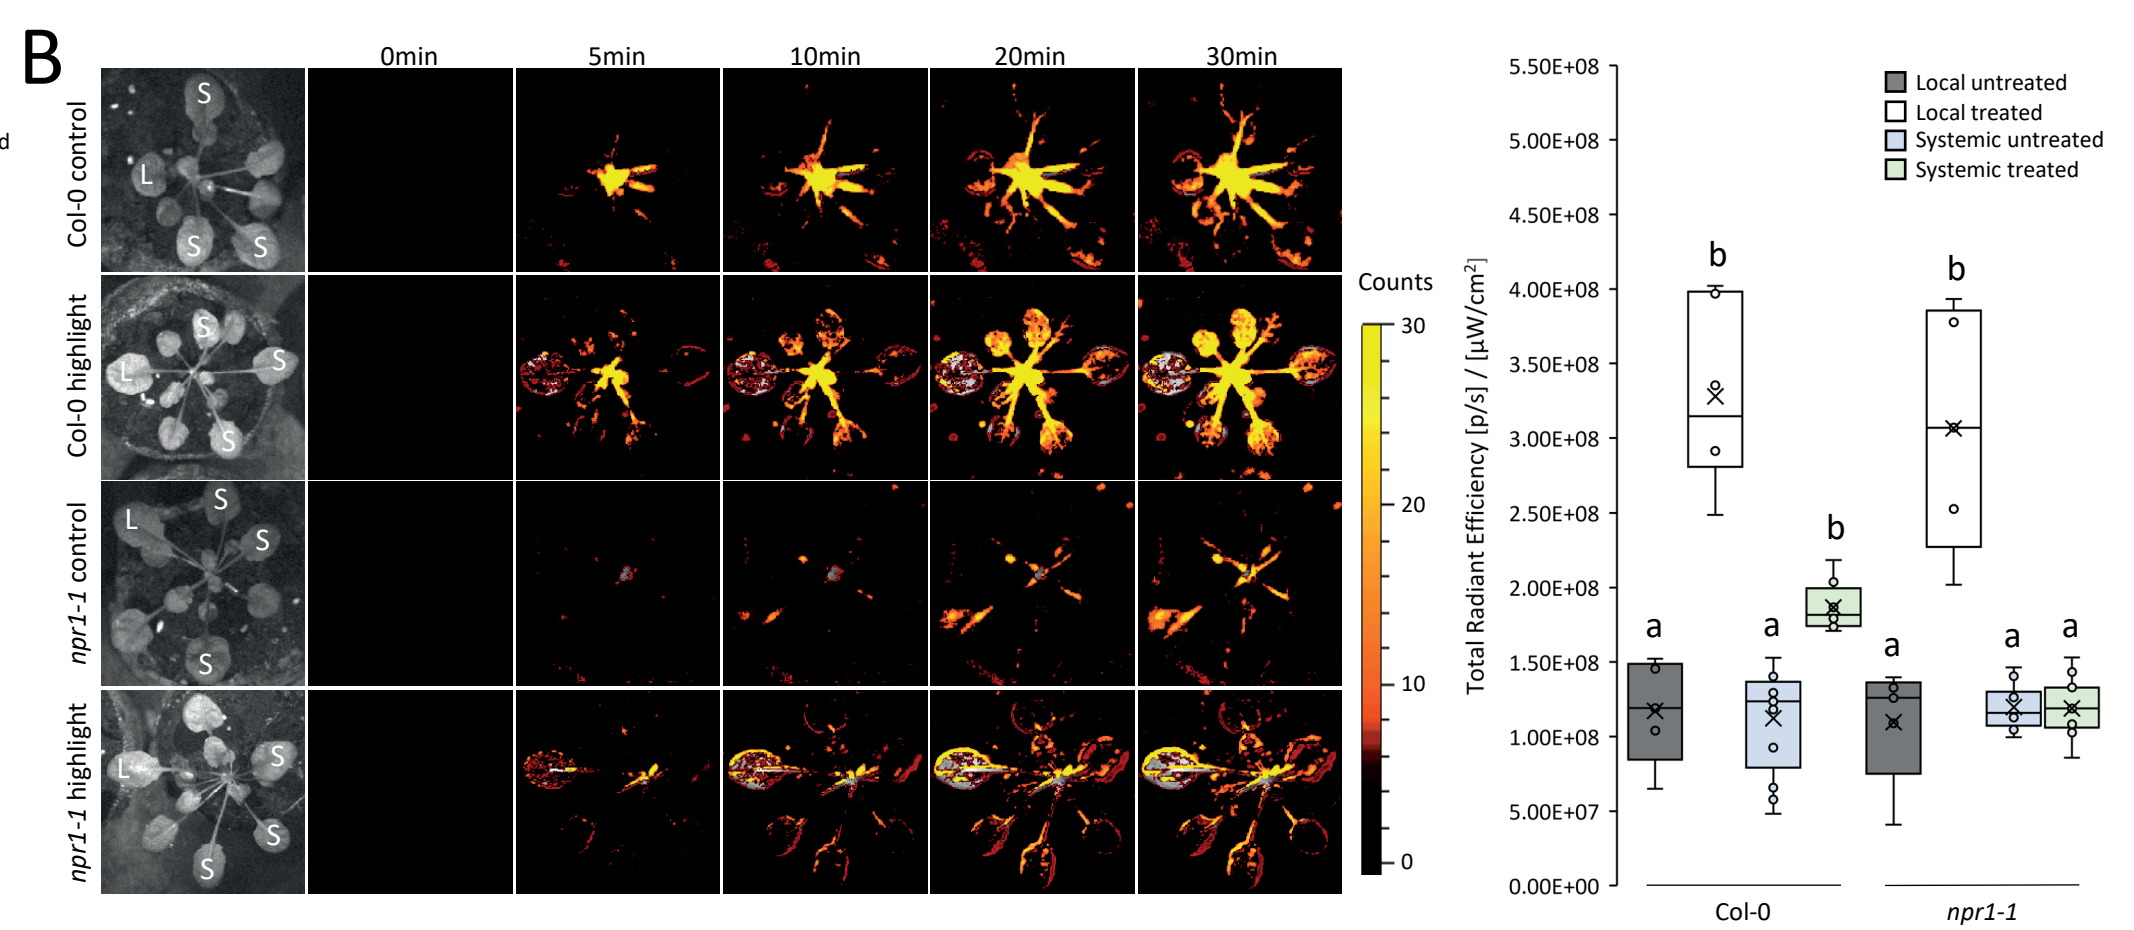 B
d
0min 5min 10min 20min 30min
Col-0 control
S
L
S
S
Col-0 highlight
S
S
L
S
npr1-1 control
S
L
S
S
npr1-1 highlight
S
L
S
S
Counts
30
20
10
0
Total Radiant Efficiency [p/s] / [µW/cm²]
5.50E+08
5.00E+08
4.50E+08
4.00E+08
3.50E+08
3.00E+08
2.50E+08
2.00E+08
1.50E+08
1.00E+08
5.00E+07
0.00E+00
Local untreated
Local treated
Systemic untreated
Systemic treated
a
b
a
b
a
b
a
a
Col-0
npr1-1